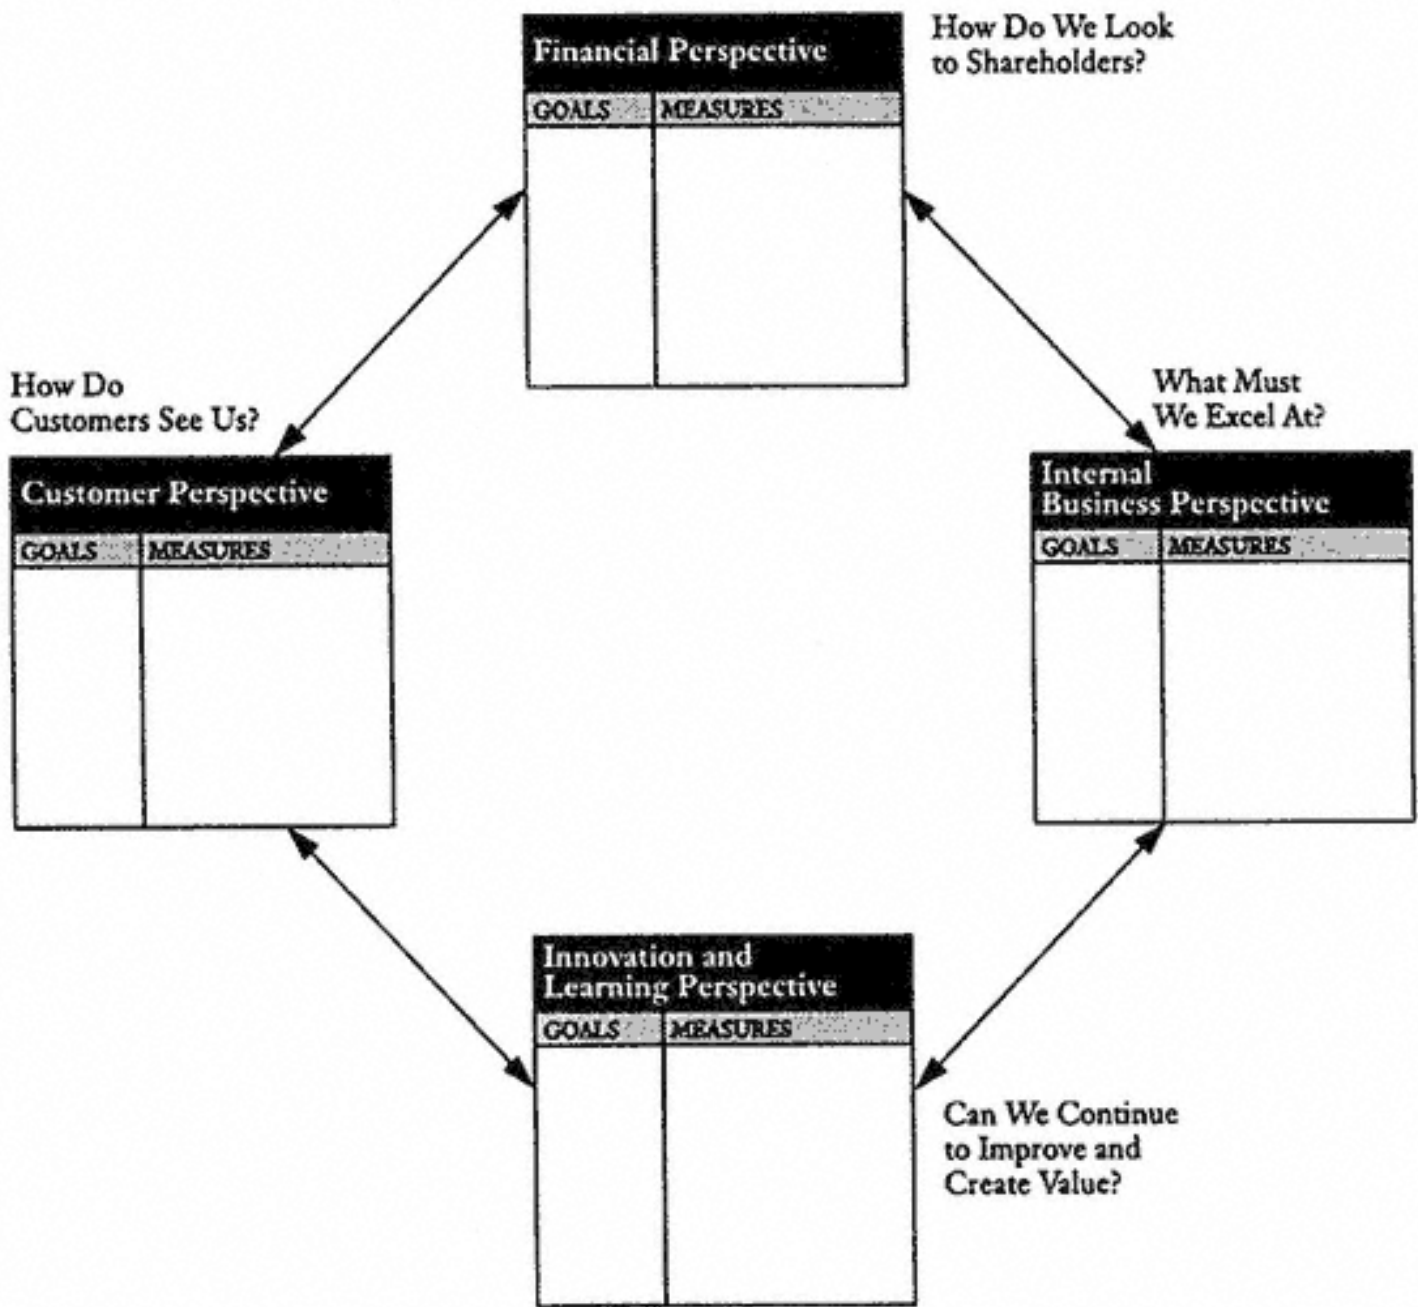 Financial Perspective
GOALS MEASURES
How Do We Look
to Shareholders?
How Do
Customers See Us?
Customer Perspective
GOALS MEASURES
What Must
We Excel At?
Internal
Business Perspective
GOALS MEASURES
Innovation and
Learning Perspective
GOALS MEASURES
Can We Continue
to Improve and
Create Value?